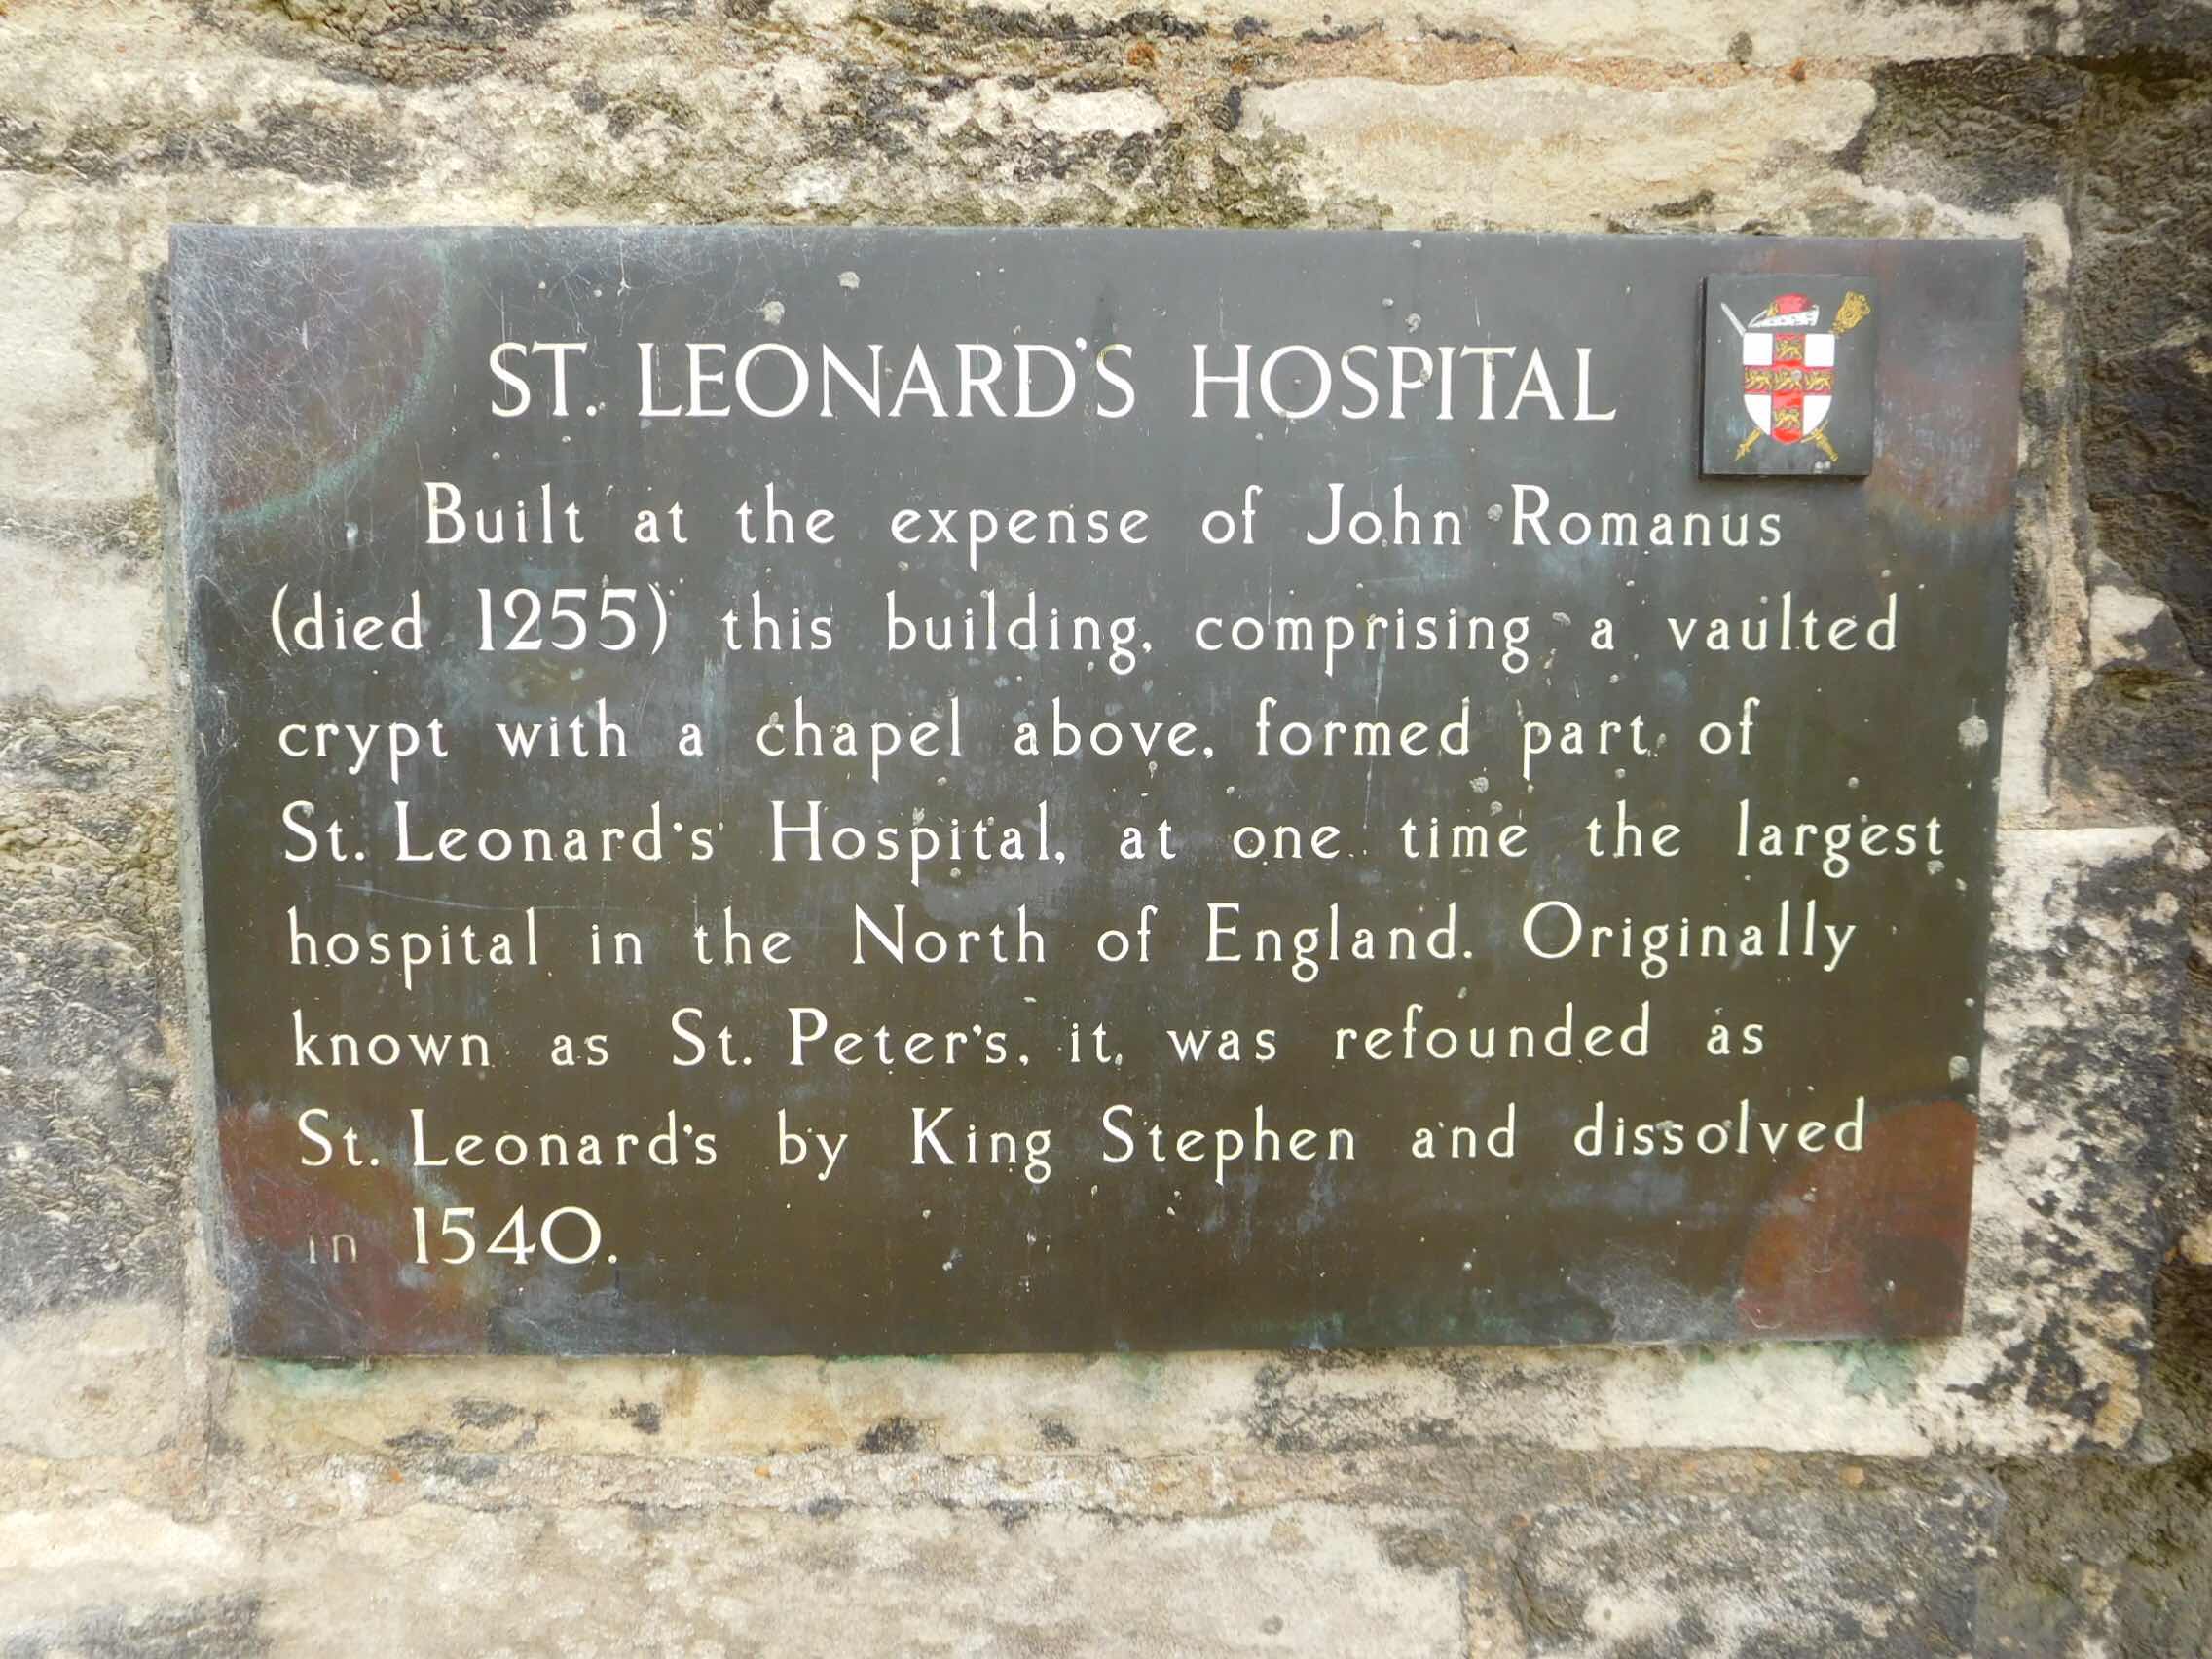 ST. LEONARD'S HOSPITAL
Built at the expense of John Romanus
(died 1255) this building, comprising a vaulted
crypt with a chapel above, formed part of
St. Leonard's Hospital, at one time the largest
hospital in the North of England. Originally
known as St. Peter's, it was refounded as
St. Leonard's by King Stephen and dissolved
in 1540.